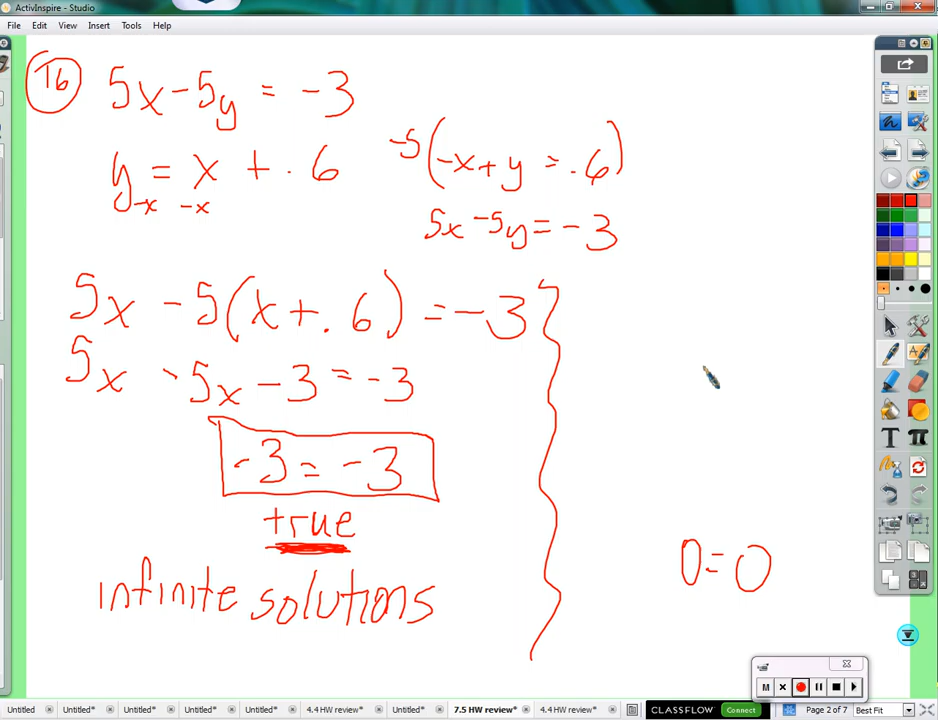 ActivInspire - Studio
File Edit View Insert Tools Help
16
5x - 5y = -3
y = x + .6
-x -x
-5(-x + y = .6)
5x - 5y = -3
5x - 5(x + .6) = -3
5x - 5x - 3 = -3
-3 = -3
true
infinite solutions
0 = 0
M
Untitled Untitled* Untitled* Untitled* Untitled* 4.4 HW review* Untitled* 7.5 HW review* 6.4 HW review* CLASSFLOW Connect Page 2 of 7 Best Fit